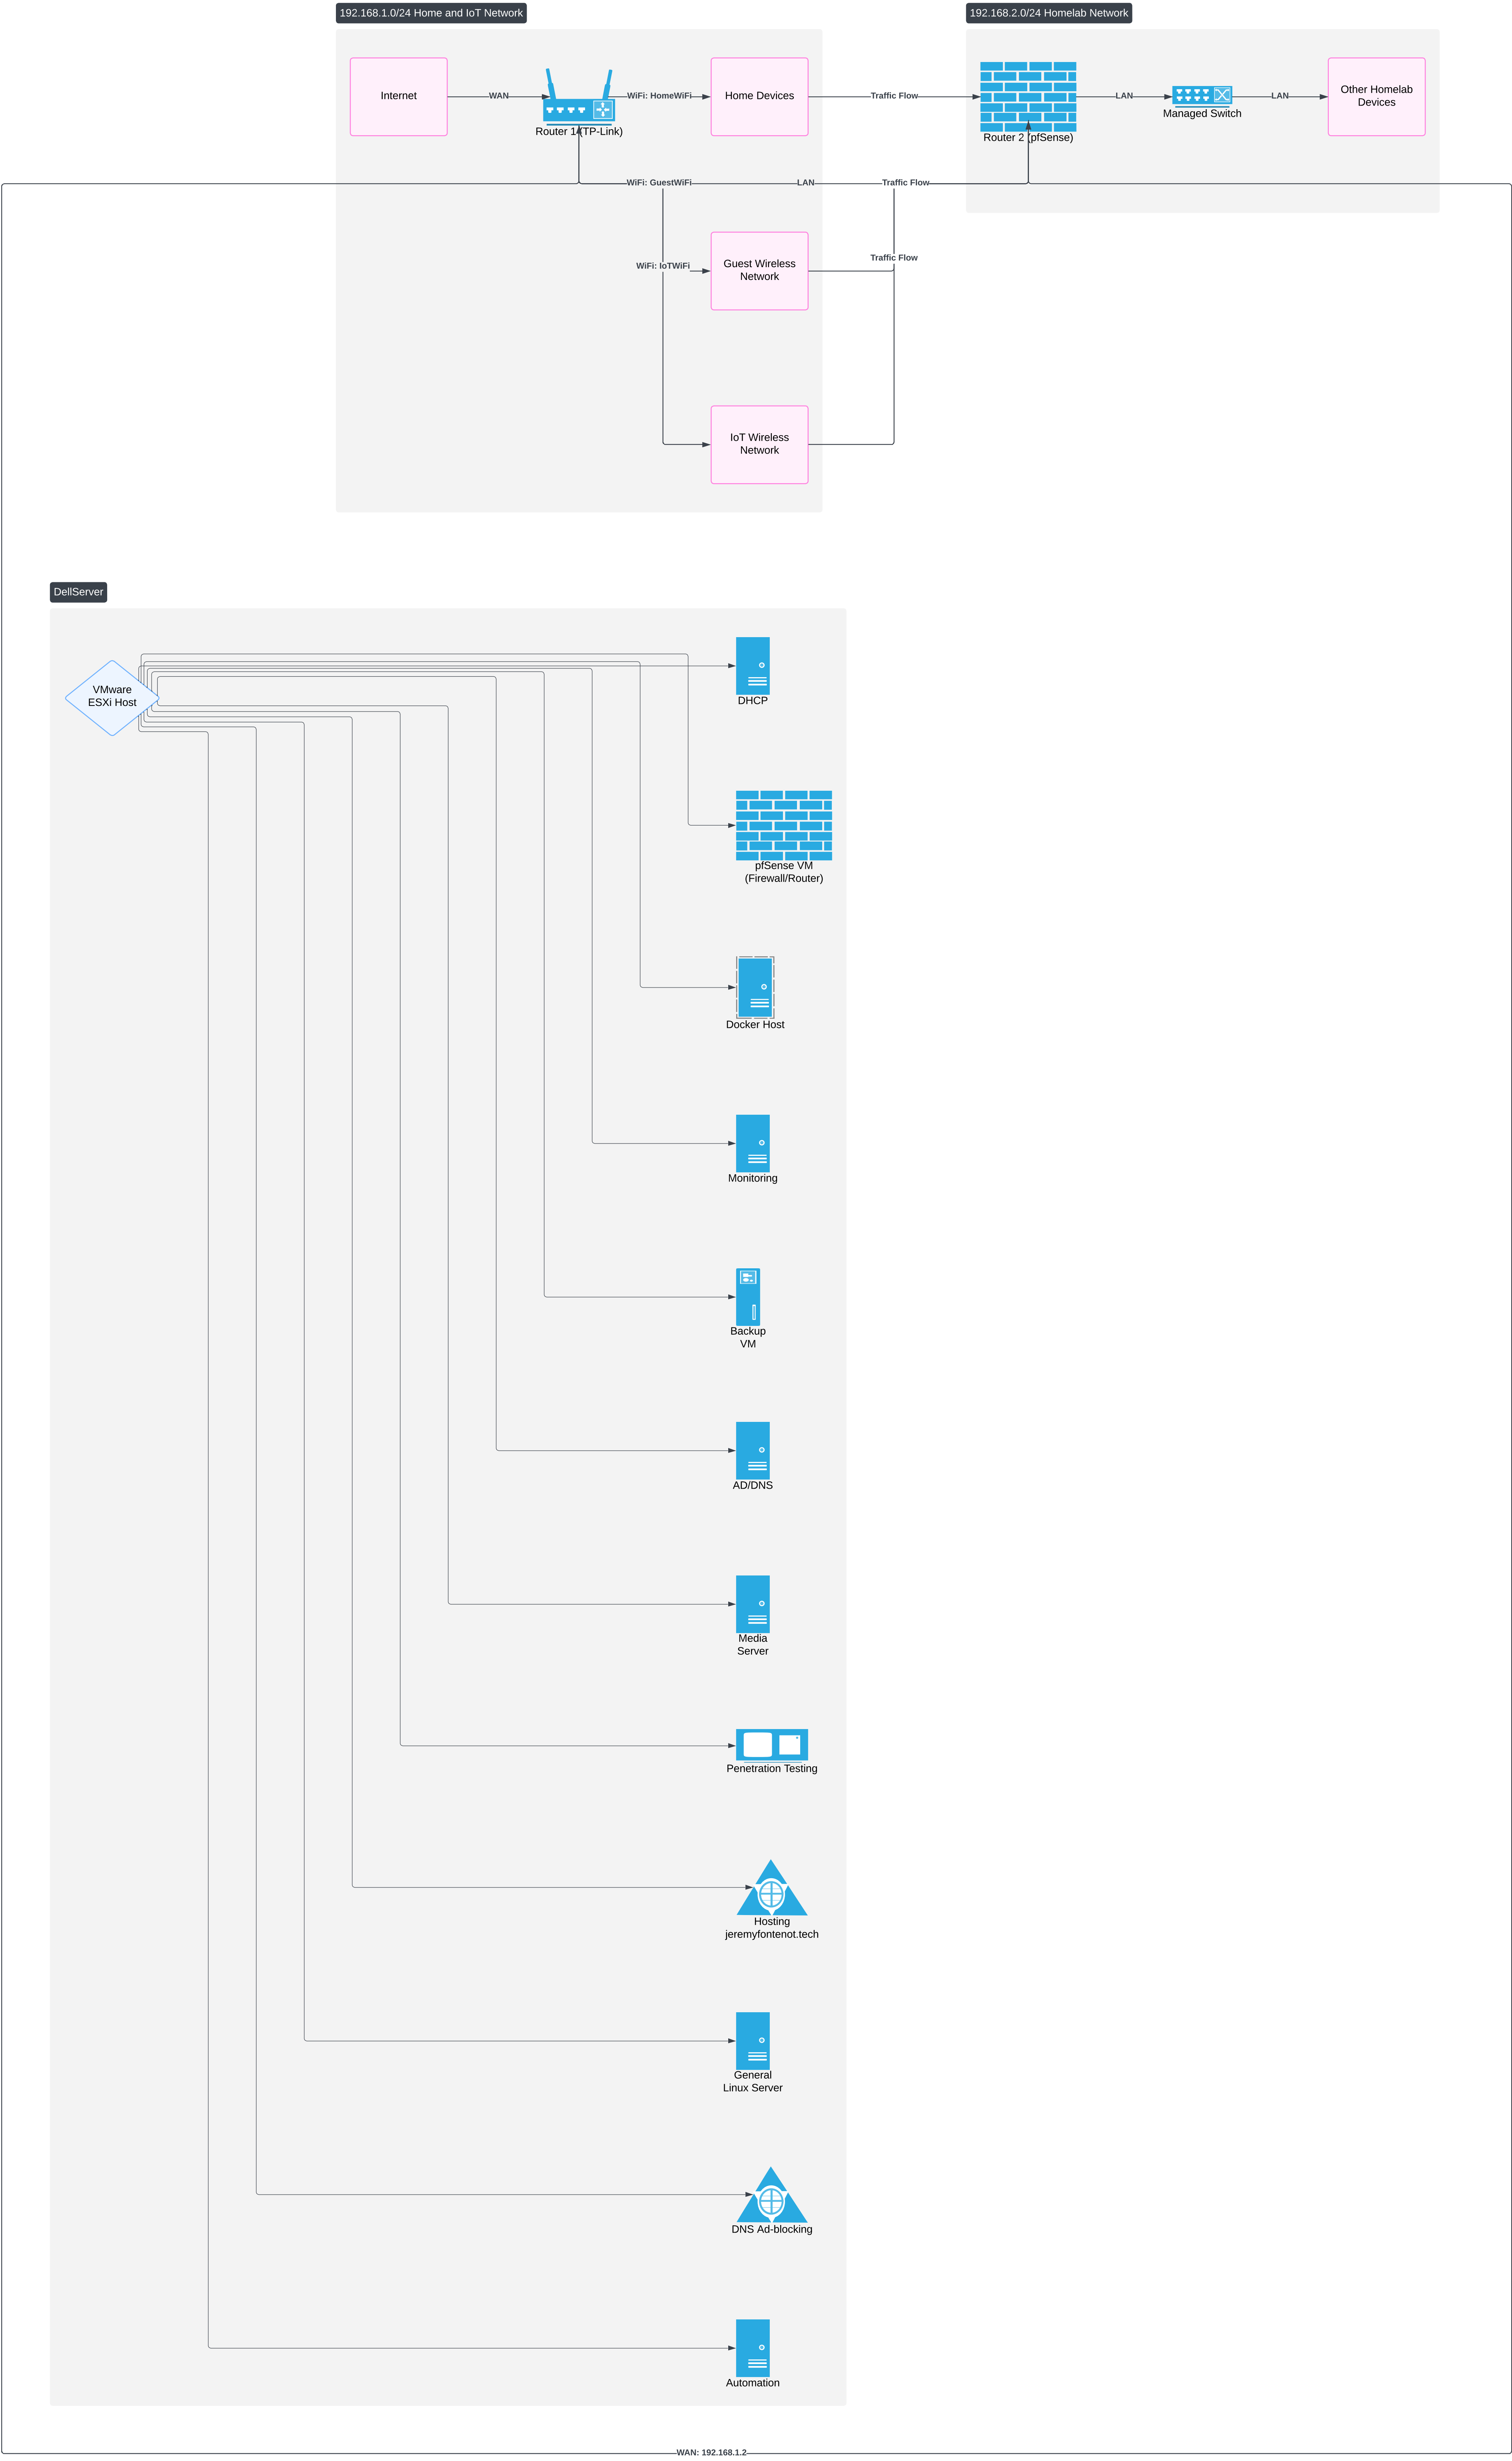 192.168.1.0/24 Home and IoT Network
192.168.2.0/24 Homelab Network
Internet
WAN
Router 1 (TP-Link)
WiFi: HomeWiFi
Home Devices
Traffic Flow
Router 2 (pfSense)
LAN
Managed Switch
LAN
Other Homelab
Devices
WiFi: GuestWiFi
LAN
Traffic Flow
WiFi: IoTWiFi
Guest Wireless
Network
Traffic Flow
IoT Wireless
Network
DellServer
VMware
ESXi Host
DHCP
pfSense VM
(Firewall/Router)
Docker Host
Monitoring
Backup
VM
AD/DNS
Media
Server
Penetration Testing
Hosting
jeremyfontenot.tech
General
Linux Server
DNS Ad-blocking
Automation
WAN: 192.168.1.2